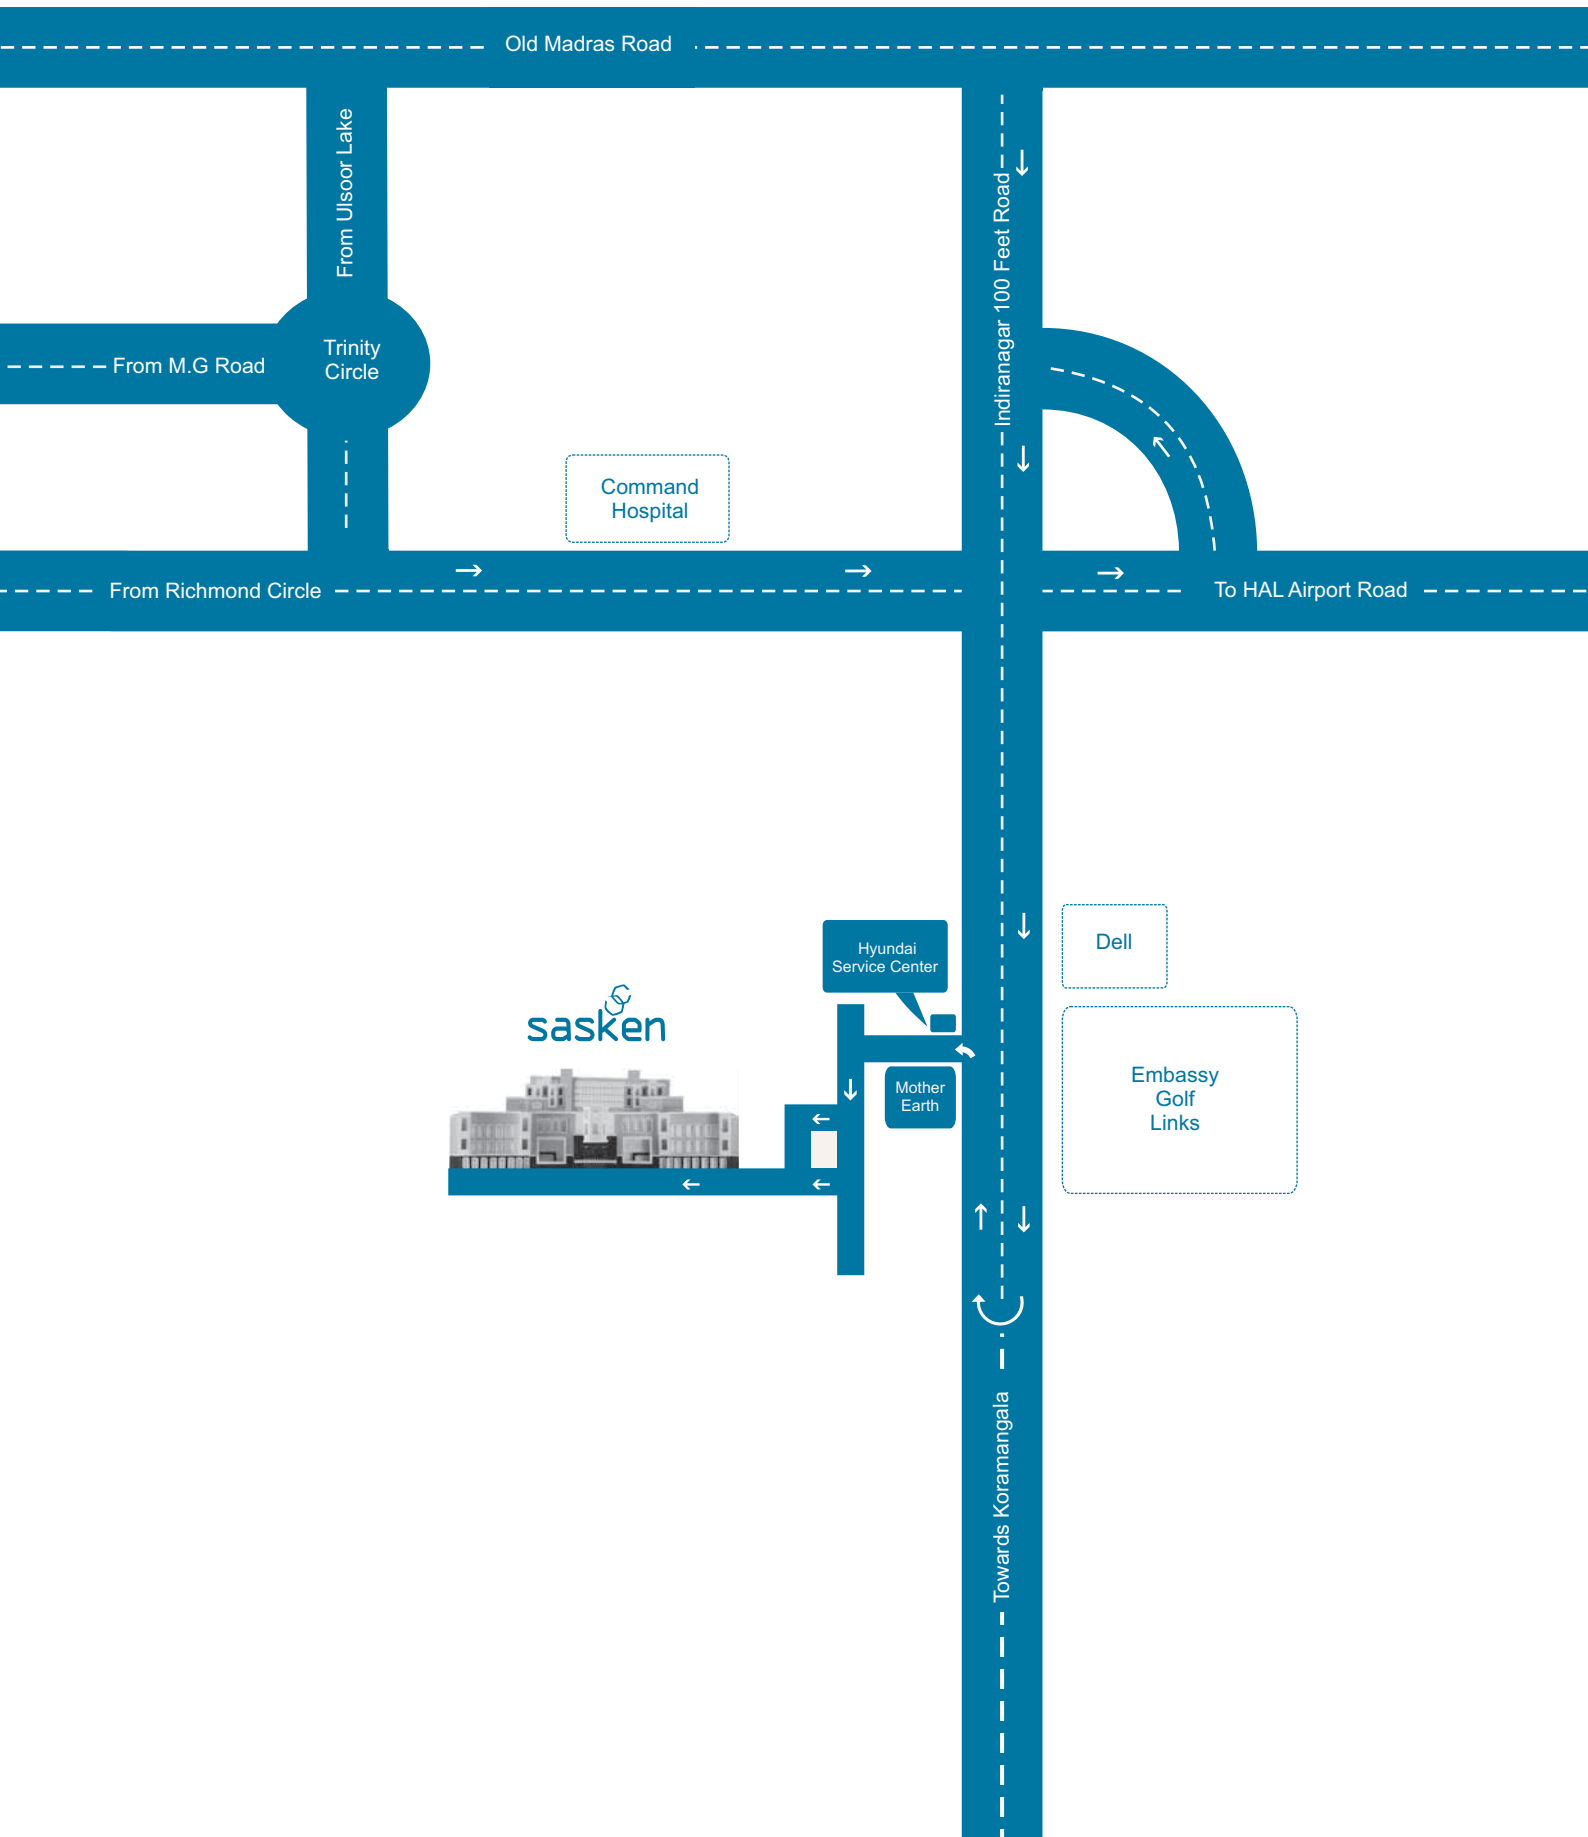 Old Madras Road
From Ulsoor Lake
Indiranagar 100 Feet Road
Trinity
Circle
From M.G Road
Command
Hospital
From Richmond Circle
To HAL Airport Road
Dell
Hyundai
Service Center
sasken
Embassy
Golf
Links
Mother
Earth
Towards Koramangala